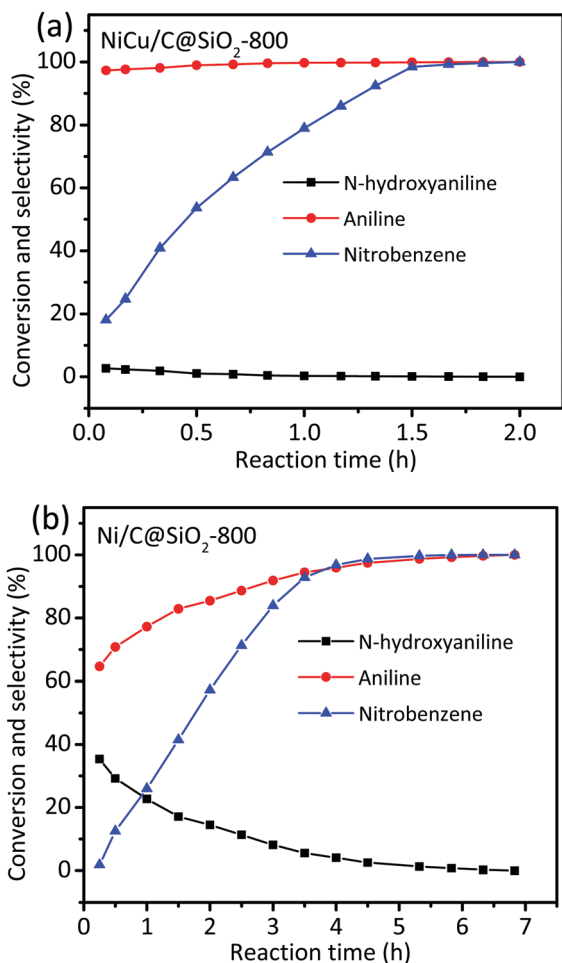 (a)
NiCu/C@SiO₂-800
Conversion and selectivity (%)
100
80
60
40
20
0
N-hydroxyaniline
Aniline
Nitrobenzene
0.0 0.5 1.0 1.5 2.0
Reaction time (h)
(b)
Ni/C@SiO₂-800
Conversion and selectivity (%)
100
80
60
40
20
0
N-hydroxyaniline
Aniline
Nitrobenzene
0 1 2 3 4 5 6 7
Reaction time (h)